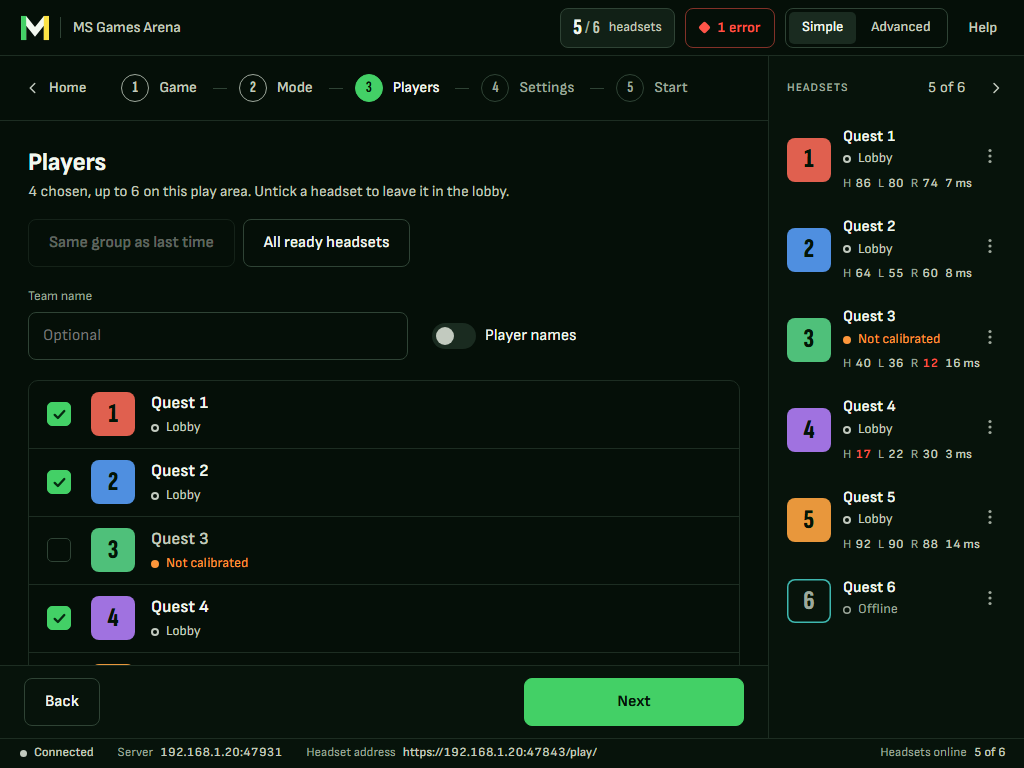 MS Games Arena
5 / 6 headsets
1 error
Simple
Advanced
Help
Home
1 Game
2 Mode
3 Players
4 Settings
5 Start
Players
4 chosen, up to 6 on this play area. Untick a headset to leave it in the lobby.
Same group as last time
All ready headsets
Team name
Optional
Player names
1
Quest 1
Lobby
2
Quest 2
Lobby
3
Quest 3
Not calibrated
4
Quest 4
Lobby
Back
Next
HEADSETS
5 of 6
1
Quest 1
Lobby
H 86 L 80 R 74 7 ms
2
Quest 2
Lobby
H 64 L 55 R 60 8 ms
3
Quest 3
Not calibrated
H 40 L 36 R 12 16 ms
4
Quest 4
Lobby
H 17 L 22 R 30 3 ms
5
Quest 5
Lobby
H 92 L 90 R 88 14 ms
6
Quest 6
Offline
Connected
Server 192.168.1.20:47931
Headset address https://192.168.1.20:47843/play/
Headsets online 5 of 6